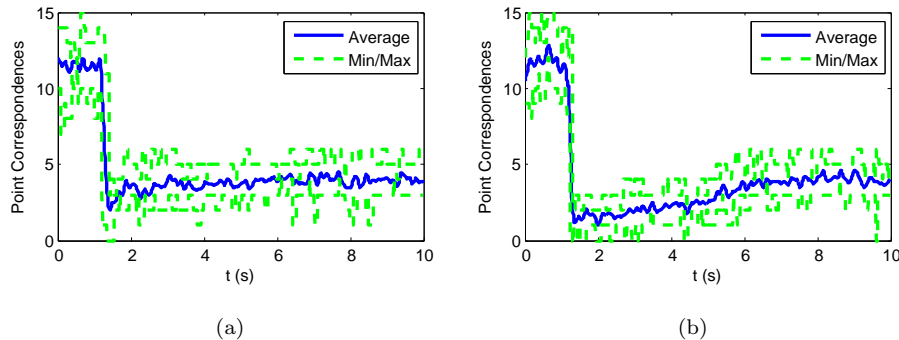 15
10
5
0
Point Correspondences
0 2 4 6 8 10
t (s)
Average
Min/Max
(a)
15
10
5
0
Point Correspondences
0 2 4 6 8 10
t (s)
Average
Min/Max
(b)